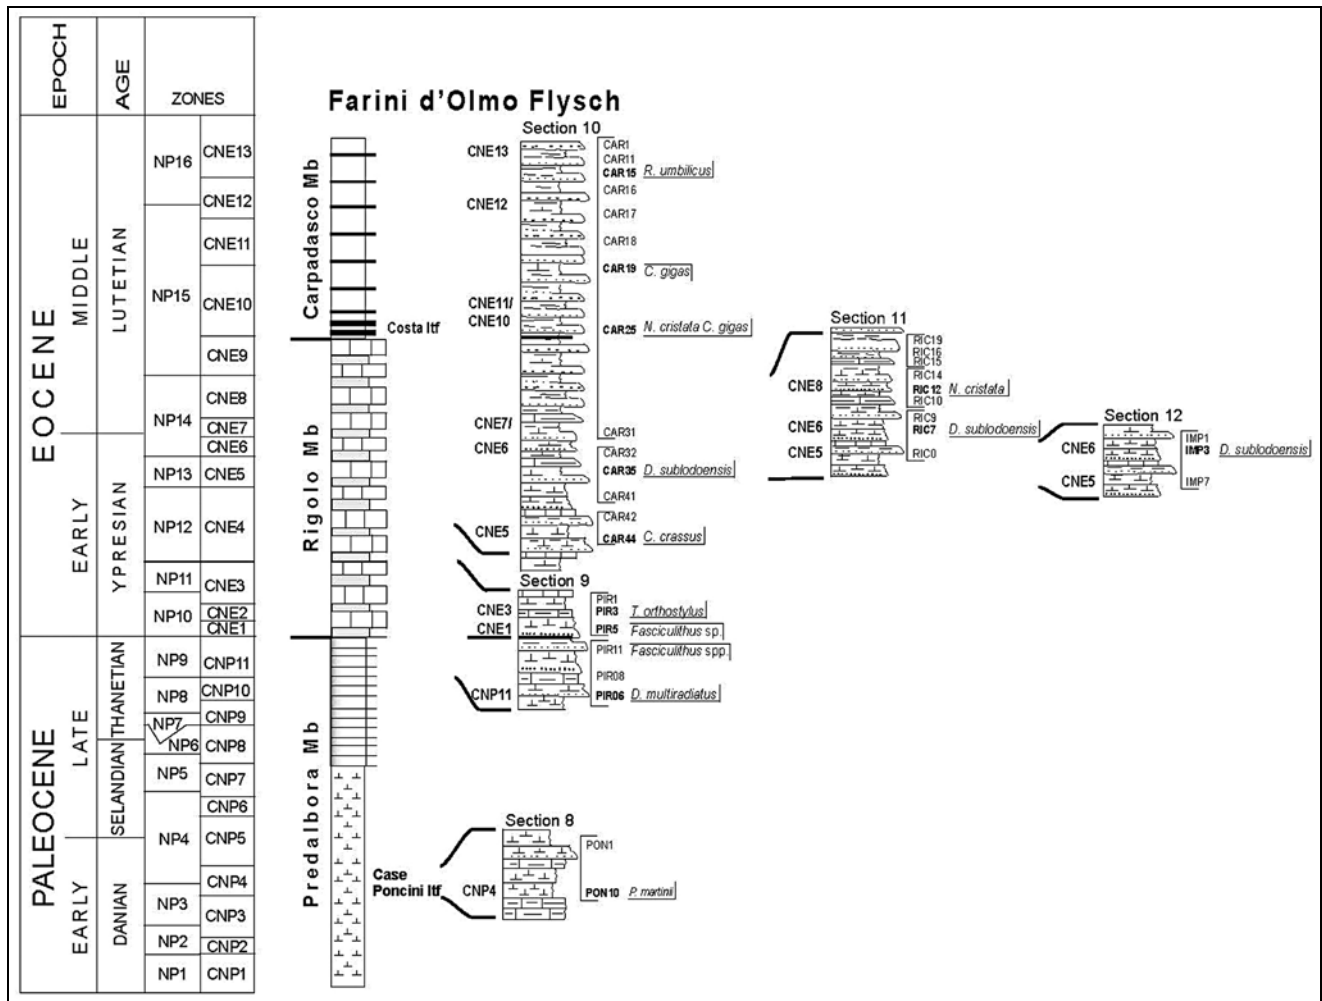 EPOCH
AGE
ZONES
EOCENE
MIDDLE
EARLY
LUTETIAN
YPRESIAN
PALEOCENE
LATE
EARLY
THANETIAN
SELANDIAN
DANIAN
NP16
NP15
NP14
NP13
NP12
NP11
NP10
NP9
NP8
NP7
NP6
NP5
NP4
NP3
NP2
NP1
CNE13
CNE12
CNE11
CNE10
CNE9
CNE8
CNE7
CNE6
CNE5
CNE4
CNE3
CNE2
CNE1
CNP11
CNP10
CNP9
CNP8
CNP7
CNP6
CNP5
CNP4
CNP3
CNP2
CNP1
Farini d'Olmo Flysch
Carpadasco Mb
Costa ltf
Rigolo Mb
Predalbora Mb
Case
Poncini ltf
Section 10
CNE13
CNE12
CNE11/
CNE10
CNE7/
CNE6
CNE5
CAR1
CAR11
CAR15 R. umbilicus
CAR16
CAR17
CAR18
CAR19 C. gigas
CAR25 N. cristata C. gigas
CAR31
CAR32
CAR35 D. sublodoensis
CAR41
CAR42
CAR44 C. crassus
Section 9
CNE3
CNE1
CNP11
PIR1
PIR3 T. orthostylus
PIR5 Fasciculithus sp.
PIR11 Fasciculithus spp.
PIR08
PIR06 D. multiradiatus
Section 8
CNP4
PON1
PON10 P. martinii
Section 11
CNE8
CNE6
CNE5
RIC19
RIC16
RIC15
RIC14
RIC12 N. cristata
RIC10
RIC9
RIC7 D. sublodoensis
RIC0
Section 12
CNE6
CNE5
IMP1
IMP3 D. sublodoensis
IMP7